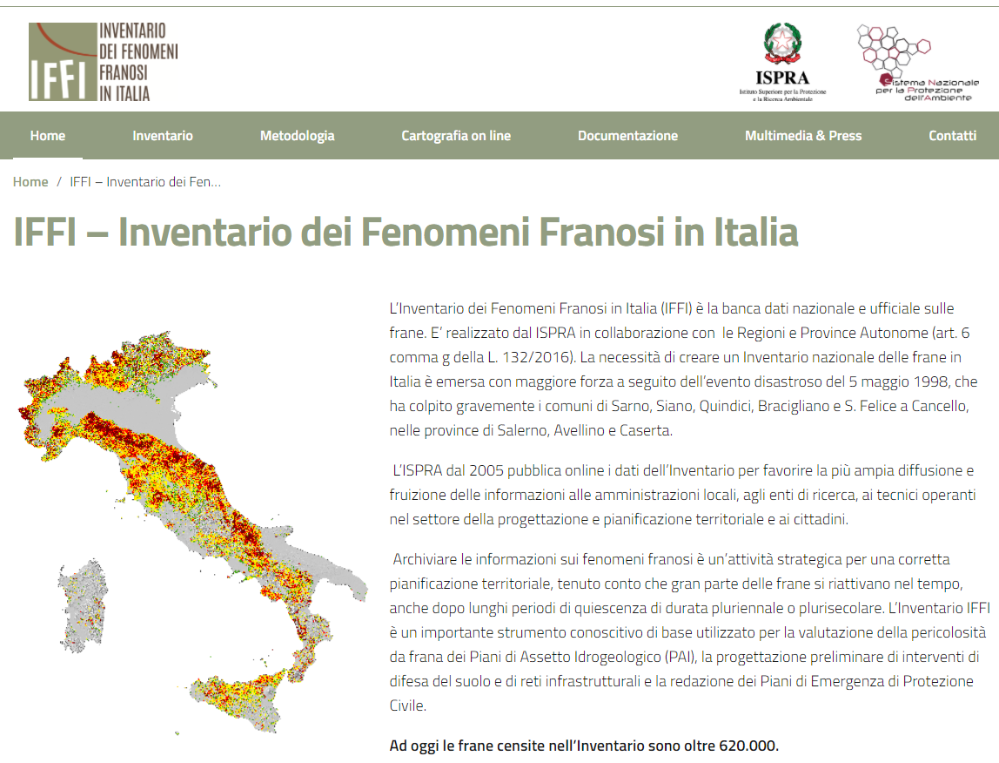 IFFI
INVENTARIO
DEI FENOMENI
FRANOSI
IN ITALIA
ISPRA
Istituto Superiore per la Protezione
e la Ricerca Ambientale
Sistema Nazionale
per la Protezione
dell'Ambiente
Home Inventario Metodologia Cartografia on line Documentazione Multimedia & Press Contatti
Home / IFFI – Inventario dei Fen...
IFFI – Inventario dei Fenomeni Franosi in Italia
L'Inventario dei Fenomeni Franosi in Italia (IFFI) è la banca dati nazionale e ufficiale sulle
frane. E' realizzato dal ISPRA in collaborazione con le Regioni e Province Autonome (art. 6
comma g della L. 132/2016). La necessità di creare un Inventario nazionale delle frane in
Italia è emersa con maggiore forza a seguito dell'evento disastroso del 5 maggio 1998, che
ha colpito gravemente i comuni di Sarno, Siano, Quindici, Bracigliano e S. Felice a Cancello,
nelle province di Salerno, Avellino e Caserta.
L'ISPRA dal 2005 pubblica online i dati dell'Inventario per favorire la più ampia diffusione e
fruizione delle informazioni alle amministrazioni locali, agli enti di ricerca, ai tecnici operanti
nel settore della progettazione e pianificazione territoriale e ai cittadini.
Archiviare le informazioni sui fenomeni franosi è un'attività strategica per una corretta
pianificazione territoriale, tenuto conto che gran parte delle frane si riattivano nel tempo,
anche dopo lunghi periodi di quiescenza di durata pluriennale o plurisecolare. L'Inventario IFFI
è un importante strumento conoscitivo di base utilizzato per la valutazione della pericolosità
da frana dei Piani di Assetto Idrogeologico (PAI), la progettazione preliminare di interventi di
difesa del suolo e di reti infrastrutturali e la redazione dei Piani di Emergenza di Protezione
Civile.
Ad oggi le frane censite nell'Inventario sono oltre 620.000.